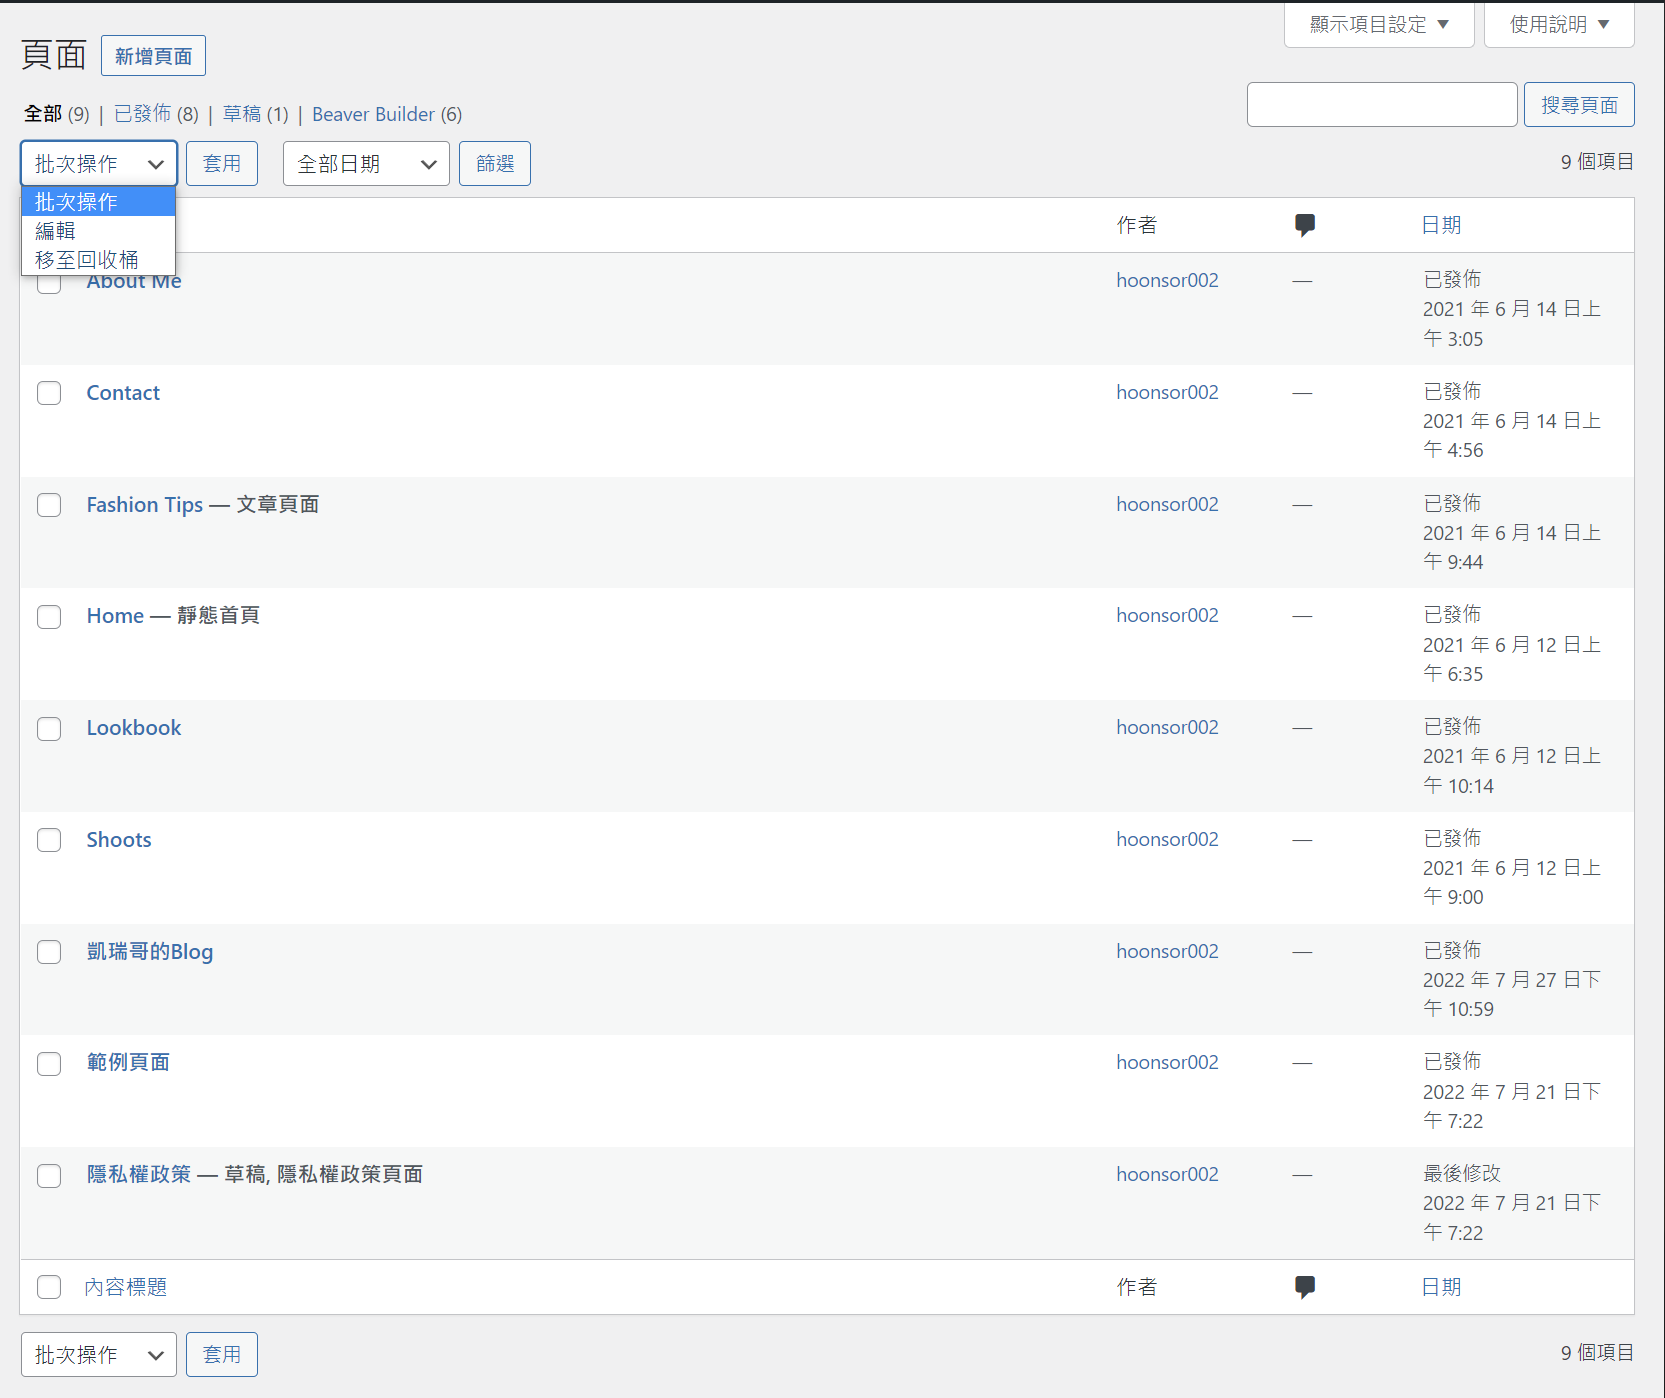 顯示項目設定 ▼
使用說明 ▼
頁面
新增頁面
全部 (9) | 已發佈 (8) | 草稿 (1) | Beaver Builder (6)
搜尋頁面
批次操作
套用
全部日期
篩選
9 個項目
批次操作
編輯
移至回收桶
作者
日期
About Me
hoonsor002
—
已發佈
2021 年 6 月 14 日上
午 3:05
Contact
hoonsor002
—
已發佈
2021 年 6 月 14 日上
午 4:56
Fashion Tips — 文章頁面
hoonsor002
—
已發佈
2021 年 6 月 14 日上
午 9:44
Home — 靜態首頁
hoonsor002
—
已發佈
2021 年 6 月 12 日上
午 6:35
Lookbook
hoonsor002
—
已發佈
2021 年 6 月 12 日上
午 10:14
Shoots
hoonsor002
—
已發佈
2021 年 6 月 12 日上
午 9:00
凱瑞哥的Blog
hoonsor002
—
已發佈
2022 年 7 月 27 日下
午 10:59
範例頁面
hoonsor002
—
已發佈
2022 年 7 月 21 日下
午 7:22
隱私權政策 — 草稿, 隱私權政策頁面
hoonsor002
—
最後修改
2022 年 7 月 21 日下
午 7:22
內容標題
作者
日期
批次操作
套用
9 個項目